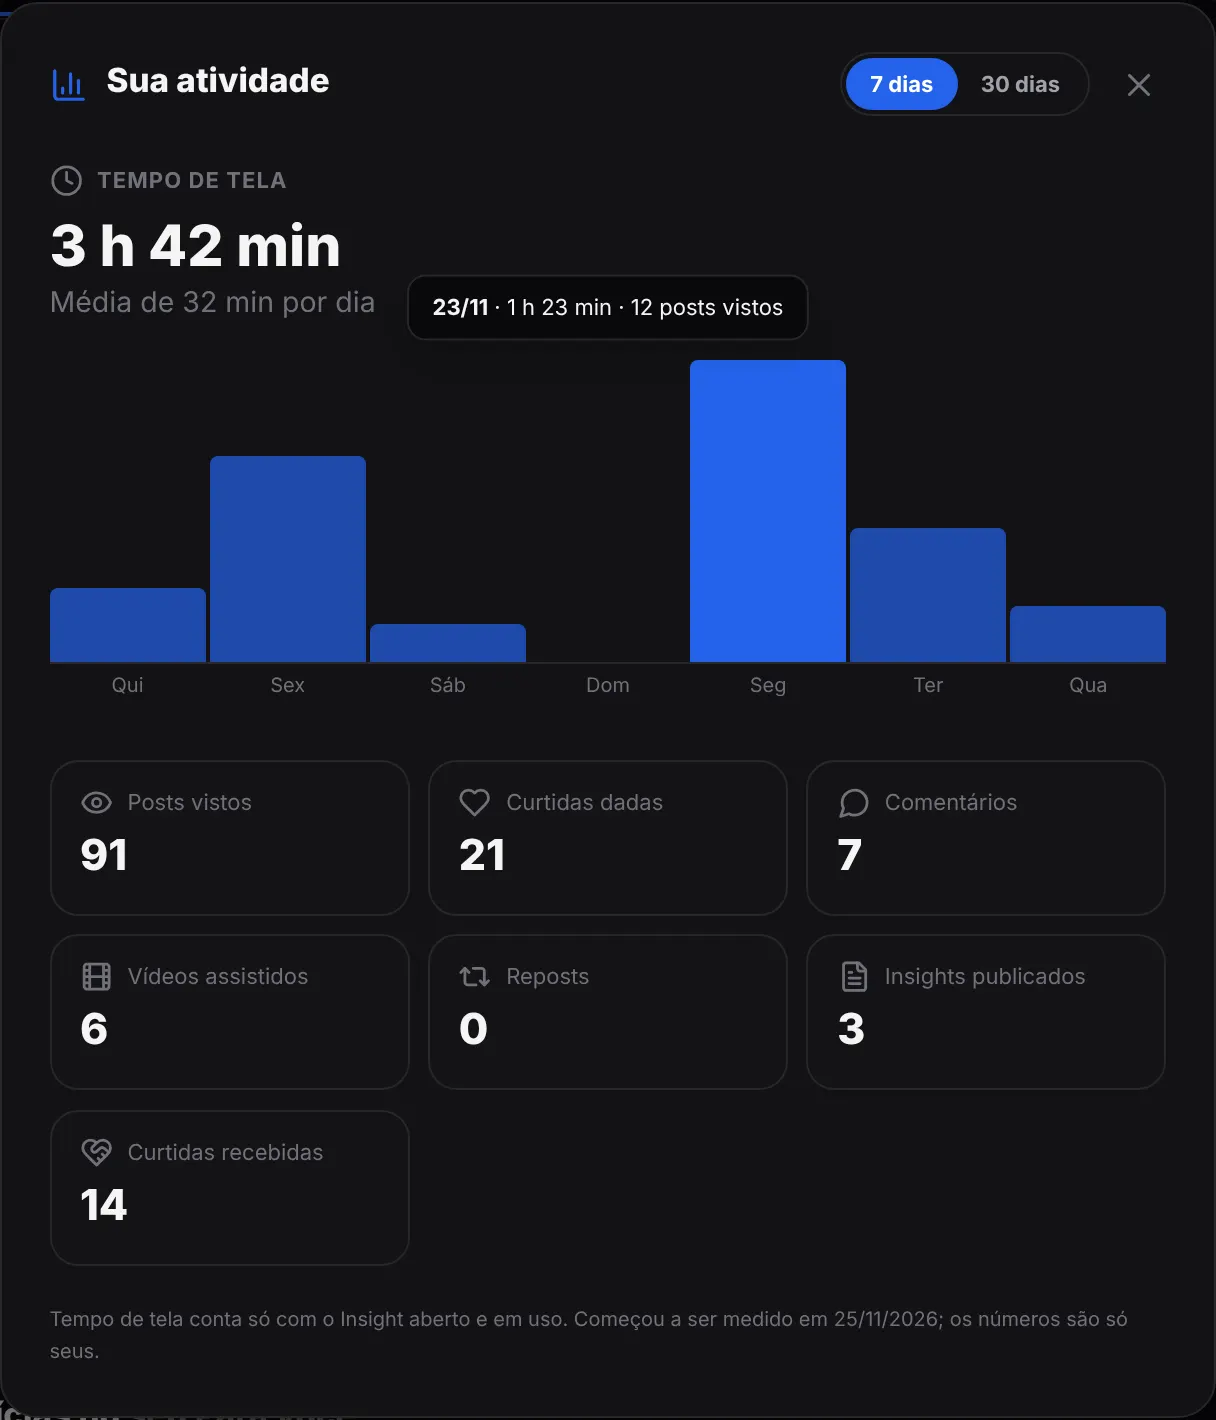 Sua atividade
7 dias
30 dias
TEMPO DE TELA
3 h 42 min
Média de 32 min por dia
23/11 · 1 h 23 min · 12 posts vistos
Qui
Sex
Sáb
Dom
Seg
Ter
Qua
Posts vistos
91
Curtidas dadas
21
Comentários
7
Vídeos assistidos
6
Reposts
0
Insights publicados
3
Curtidas recebidas
14
Tempo de tela conta só com o Insight aberto e em uso. Começou a ser medido em 25/11/2026; os números são só
seus.